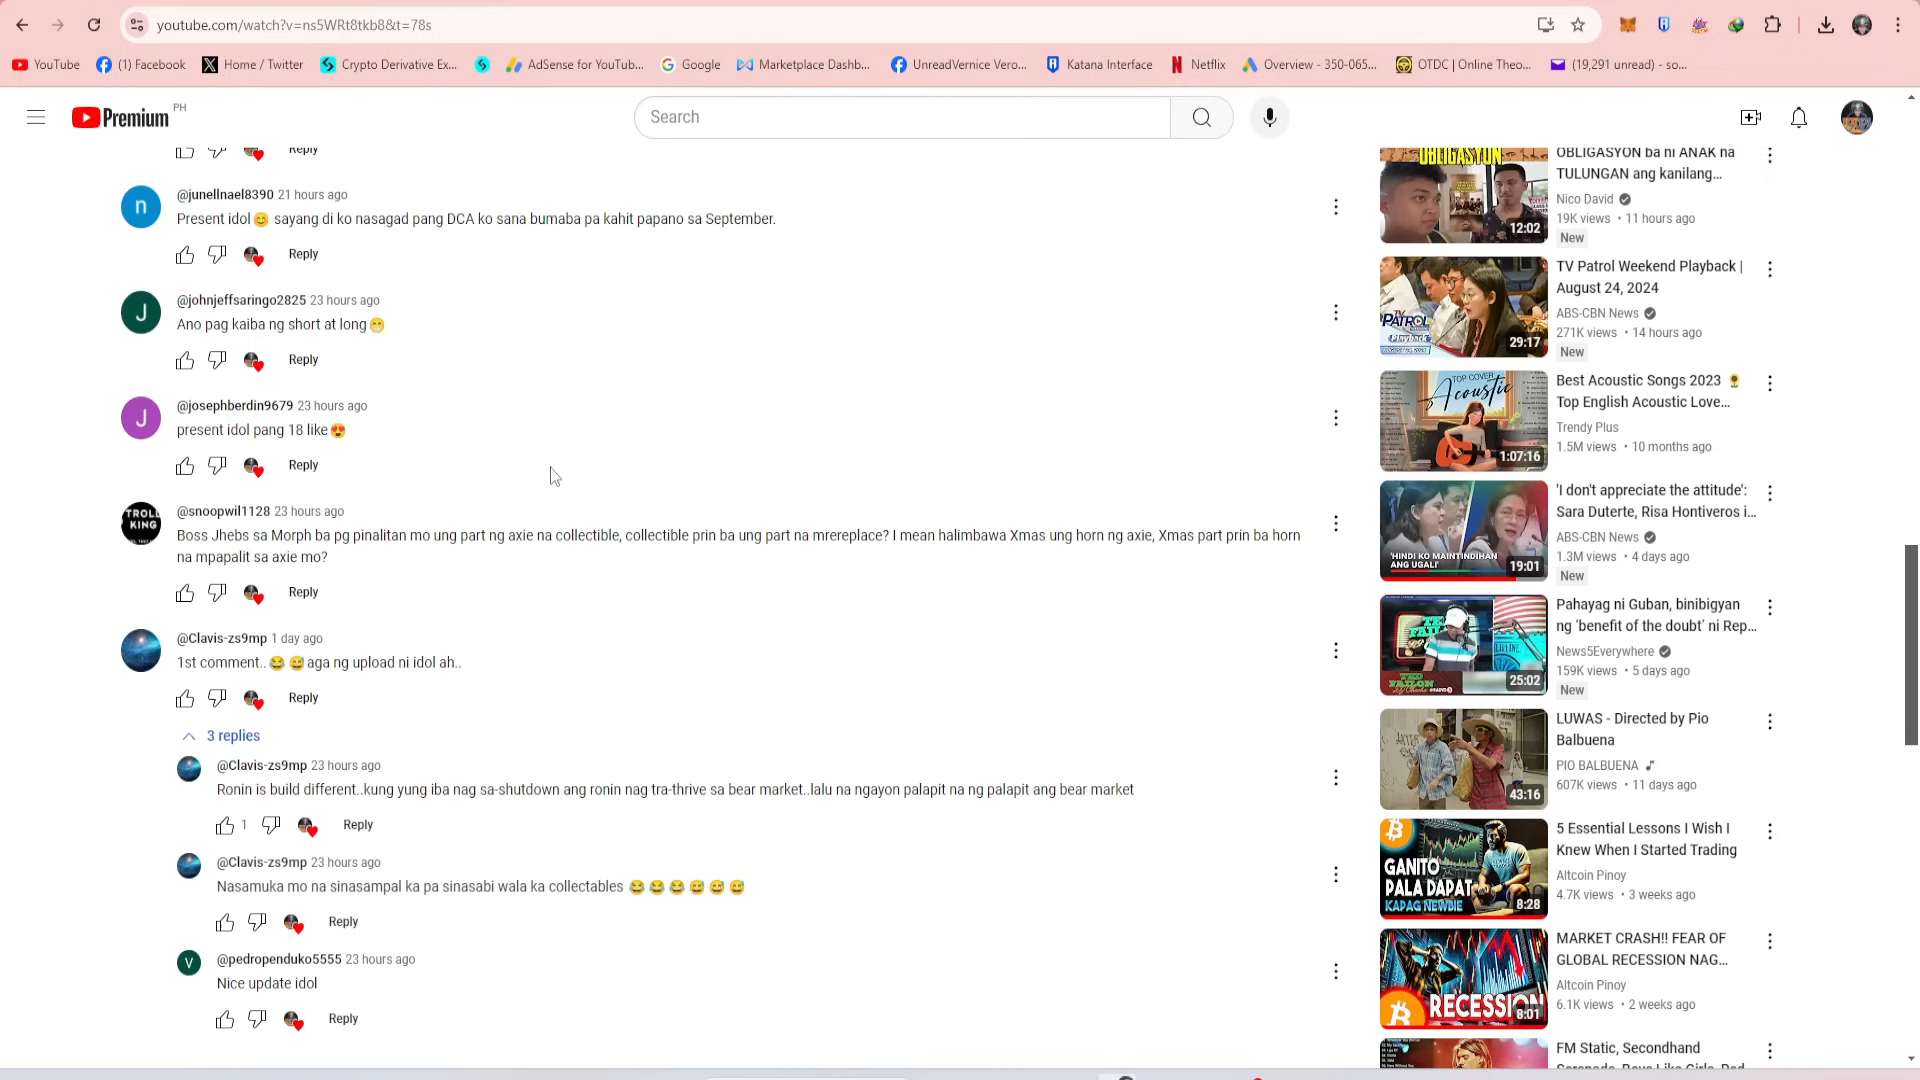 youtube.com/watch?v=ns5WRt8tkb8&t=78s
YouTube
(1) Facebook
Home / Twitter
Crypto Derivative Ex...
AdSense for YouTub...
Google
Marketplace Dashb...
UnreadVernice Vero...
Katana Interface
Netflix
Overview - 350-065...
OTDC | Online Theo...
(19,291 unread) - so...
Premium
PH
Search
Reply
@junellnael8390 21 hours ago
Present idol😊 sayang di ko nasagad pang DCA ko sana bumaba pa kahit papano sa September.
Reply
@johnjeffsaringo2825 23 hours ago
Ano pag kaiba ng short at long😁
Reply
@josephberdin9679 23 hours ago
present idol pang 18 like😍
Reply
TROLL
KING
@snoopwil1128 23 hours ago
Boss Jhebs sa Morph ba pg pinalitan mo ung part ng axie na collectible, collectible prin ba ung part na mrereplace? I mean halimbawa Xmas ung horn ng axie, Xmas part prin ba horn
na mpapalit sa axie mo?
Reply
@Clavis-zs9mp 1 day ago
1st comment..😂 😅aga ng upload ni idol ah..
Reply
3 replies
@Clavis-zs9mp 23 hours ago
Ronin is build different..kung yung iba nag sa-shutdown ang ronin nag tra-thrive sa bear market..lalu na ngayon palapit na ng palapit ang bear market
1
Reply
@Clavis-zs9mp 23 hours ago
Nasamuka mo na sinasampal ka pa sinasabi wala ka collectables 😂 😂 😂 😅 😅 😅
Reply
@pedropenduko5555 23 hours ago
Nice update idol
Reply
OBLIGASYON
12:02
OBLIGASYON ba ni ANAK na
TULUNGAN ang kanilang...
Nico David
19K views • 11 hours ago
New
TV
PATROL
Playback
29:17
TV Patrol Weekend Playback |
August 24, 2024
ABS-CBN News
271K views • 14 hours ago
New
TOP COVER
Acoustic
1:07:16
Best Acoustic Songs 2023 🌻
Top English Acoustic Love...
Trendy Plus
1.5M views • 10 months ago
'HINDI KO MAINTINDIHAN
ANG UGALI'
19:01
'I don't appreciate the attitude':
Sara Duterte, Risa Hontiveros i...
ABS-CBN News
1.3M views • 4 days ago
New
TED FAILON
25:02
Pahayag ni Guban, binibigyan
ng 'benefit of the doubt' ni Rep...
News5Everywhere
159K views • 5 days ago
New
43:16
LUWAS - Directed by Pio
Balbuena
PIO BALBUENA
607K views • 11 days ago
GANITO
PALA DAPAT
KAPAG NEWBIE
8:28
5 Essential Lessons I Wish I
Knew When I Started Trading
Altcoin Pinoy
4.7K views • 3 weeks ago
RECESSION
8:01
MARKET CRASH!! FEAR OF
GLOBAL RECESSION NAG...
Altcoin Pinoy
6.1K views • 2 weeks ago
FM Static, Secondhand